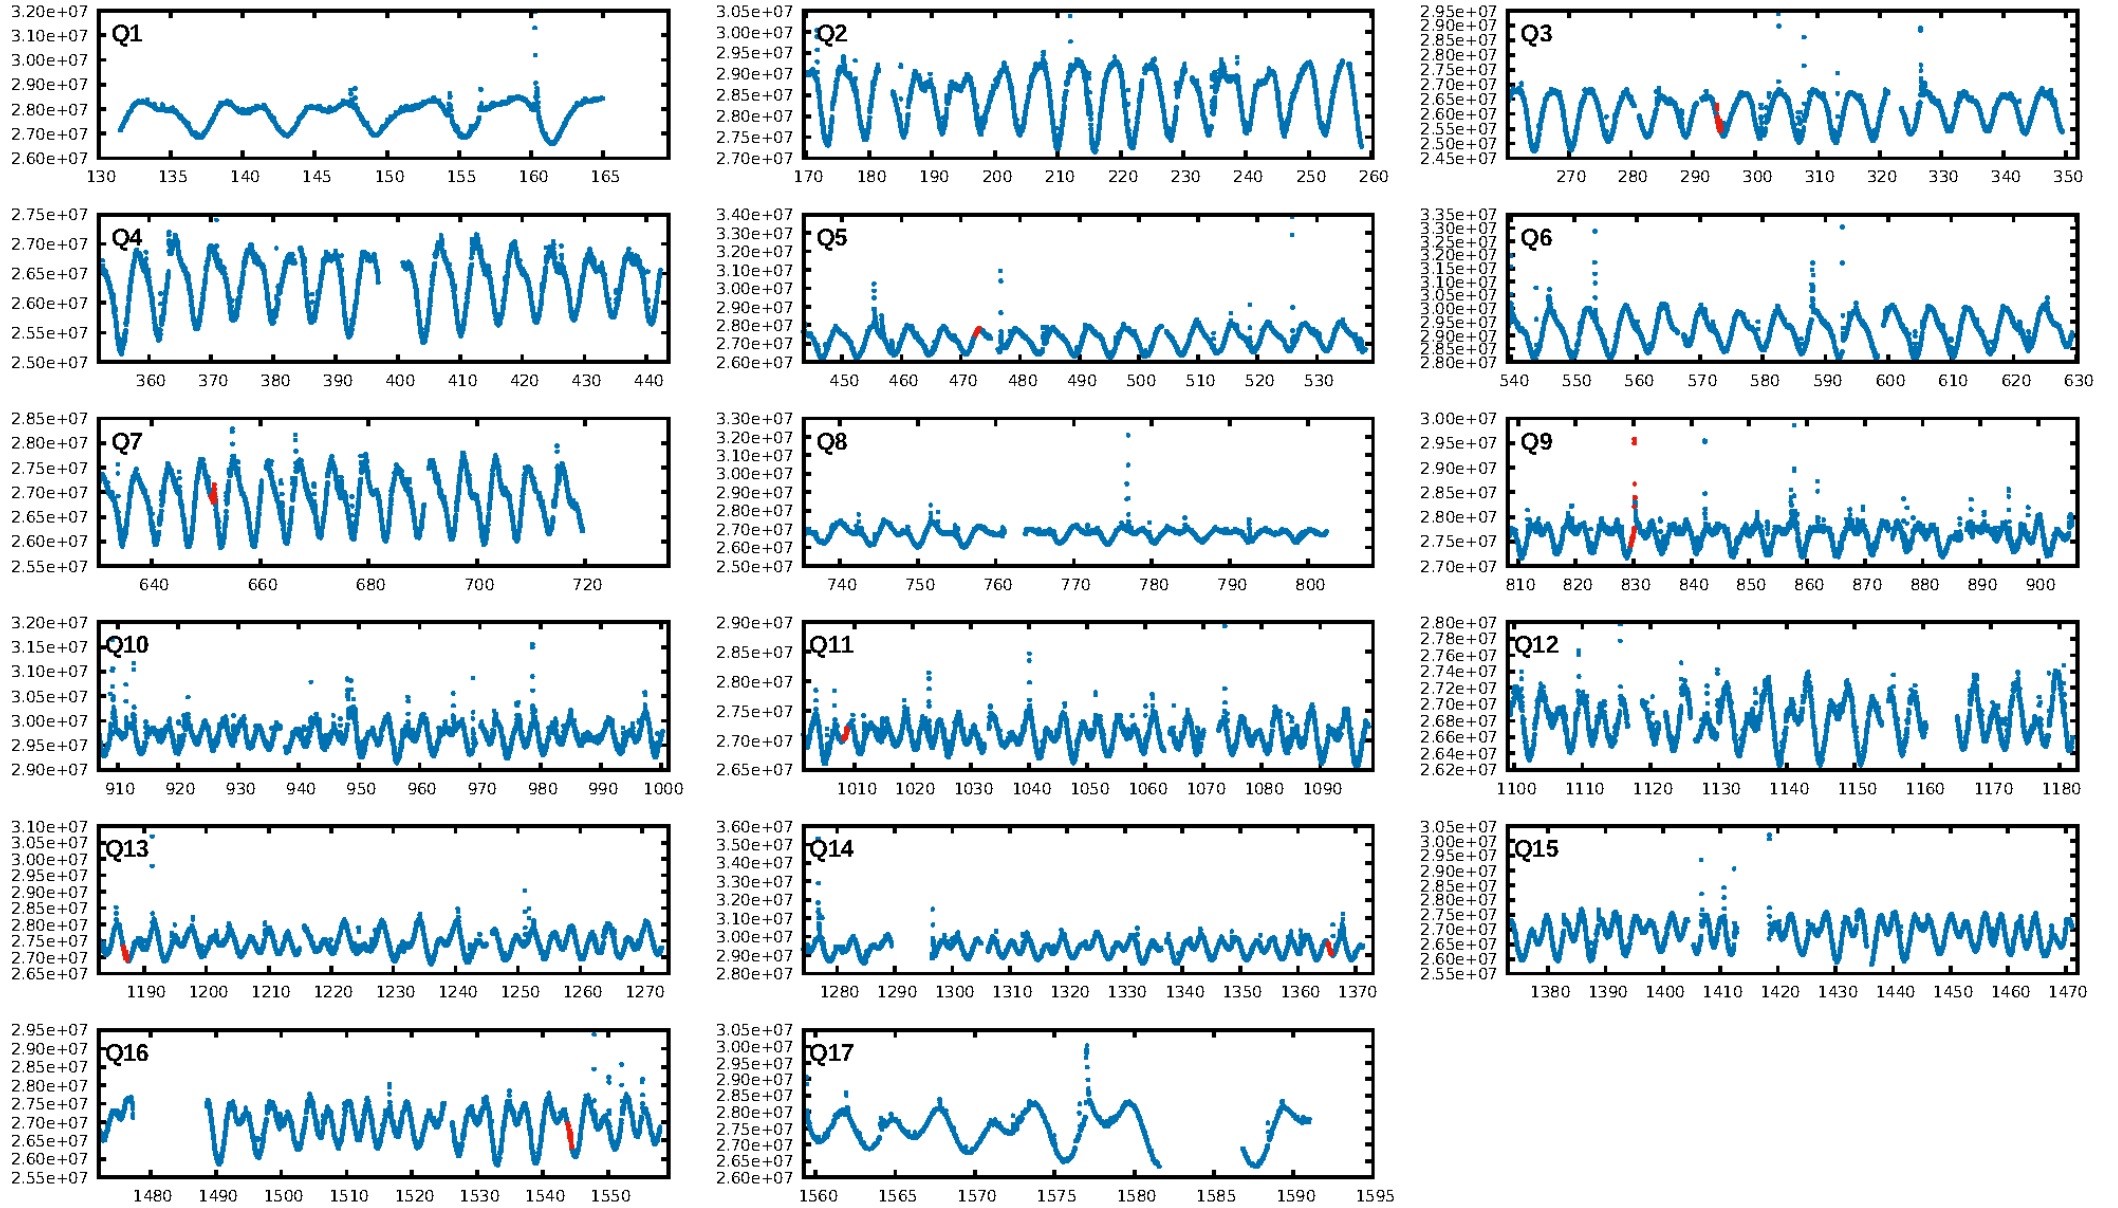 Q1
3.20e+07
3.10e+07
3.00e+07
2.90e+07
2.80e+07
2.70e+07
2.60e+07
130 135 140 145 150 155 160 165
Q2
3.05e+07
3.00e+07
2.95e+07
2.90e+07
2.85e+07
2.80e+07
2.75e+07
2.70e+07
170 180 190 200 210 220 230 240 250 260
Q3
2.95e+07
2.90e+07
2.85e+07
2.80e+07
2.75e+07
2.70e+07
2.65e+07
2.60e+07
2.55e+07
2.50e+07
2.45e+07
270 280 290 300 310 320 330 340 350
Q4
2.75e+07
2.70e+07
2.65e+07
2.60e+07
2.55e+07
2.50e+07
360 370 380 390 400 410 420 430 440
Q5
3.40e+07
3.30e+07
3.20e+07
3.10e+07
3.00e+07
2.90e+07
2.80e+07
2.70e+07
2.60e+07
450 460 470 480 490 500 510 520 530
Q6
3.35e+07
3.30e+07
3.25e+07
3.20e+07
3.15e+07
3.10e+07
3.05e+07
3.00e+07
2.95e+07
2.90e+07
2.85e+07
2.80e+07
540 550 560 570 580 590 600 610 620 630
Q7
2.85e+07
2.80e+07
2.75e+07
2.70e+07
2.65e+07
2.60e+07
2.55e+07
640 660 680 700 720
Q8
3.30e+07
3.20e+07
3.10e+07
3.00e+07
2.90e+07
2.80e+07
2.70e+07
2.60e+07
2.50e+07
740 750 760 770 780 790 800
Q9
3.00e+07
2.95e+07
2.90e+07
2.85e+07
2.80e+07
2.75e+07
2.70e+07
810 820 830 840 850 860 870 880 890 900
Q10
3.20e+07
3.15e+07
3.10e+07
3.05e+07
3.00e+07
2.95e+07
2.90e+07
910 920 930 940 950 960 970 980 990 1000
Q11
2.90e+07
2.85e+07
2.80e+07
2.75e+07
2.70e+07
2.65e+07
1010 1020 1030 1040 1050 1060 1070 1080 1090
Q12
2.80e+07
2.78e+07
2.76e+07
2.74e+07
2.72e+07
2.70e+07
2.68e+07
2.66e+07
2.64e+07
2.62e+07
1100 1110 1120 1130 1140 1150 1160 1170 1180
Q13
3.10e+07
3.05e+07
3.00e+07
2.95e+07
2.90e+07
2.85e+07
2.80e+07
2.75e+07
2.70e+07
2.65e+07
1190 1200 1210 1220 1230 1240 1250 1260 1270
Q14
3.60e+07
3.50e+07
3.40e+07
3.30e+07
3.20e+07
3.10e+07
3.00e+07
2.90e+07
2.80e+07
1280 1290 1300 1310 1320 1330 1340 1350 1360 1370
Q15
3.05e+07
3.00e+07
2.95e+07
2.90e+07
2.85e+07
2.80e+07
2.75e+07
2.70e+07
2.65e+07
2.60e+07
2.55e+07
1380 1390 1400 1410 1420 1430 1440 1450 1460 1470
Q16
2.95e+07
2.90e+07
2.85e+07
2.80e+07
2.75e+07
2.70e+07
2.65e+07
2.60e+07
2.55e+07
1480 1490 1500 1510 1520 1530 1540 1550
Q17
3.05e+07
3.00e+07
2.95e+07
2.90e+07
2.85e+07
2.80e+07
2.75e+07
2.70e+07
2.65e+07
2.60e+07
1560 1565 1570 1575 1580 1585 1590 1595